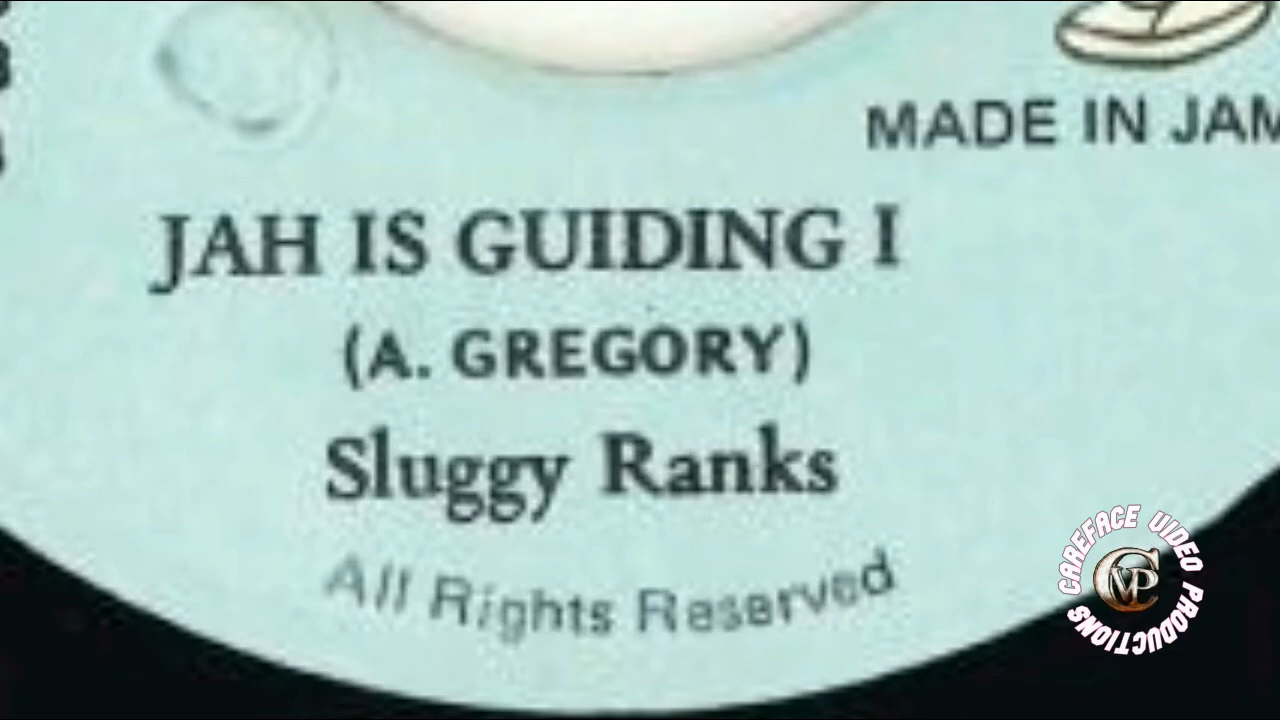 MADE IN JAM
JAH IS GUIDING I
(A. GREGORY)
Sluggy Ranks
All Rights Reserved
CAREFACE VIDEO PRODUCTIONS
CVP